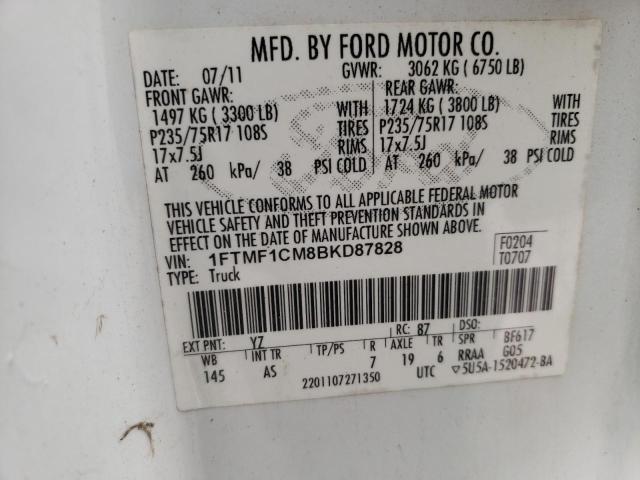 MFD. BY FORD MOTOR CO.
DATE: 07/11 GVWR: 3062 KG ( 6750 LB)
FRONT GAWR: REAR GAWR:
1497 KG ( 3300 LB) WITH 1724 KG ( 3800 LB) WITH
P235/75R17 108S TIRES P235/75R17 108S TIRES
17x7.5J RIMS 17x7.5J RIMS
AT 260 kPa/ 38 PSI COLD AT 260 kPa/ 38 PSI COLD
THIS VEHICLE CONFORMS TO ALL APPLICABLE FEDERAL MOTOR
VEHICLE SAFETY AND THEFT PREVENTION STANDARDS IN
EFFECT ON THE DATE OF MANUFACTURE SHOWN ABOVE.
VIN: 1FTMF1CM8BKD87828 F0204
TYPE: Truck T0707
EXT PNT: YZ RC: 87 DSO:
WB INT TR TP/PS R AXLE TR SPR BF617
145 AS 7 19 6 RRAA G05
2201107271350 UTC ▽5U5A-1520472-BA